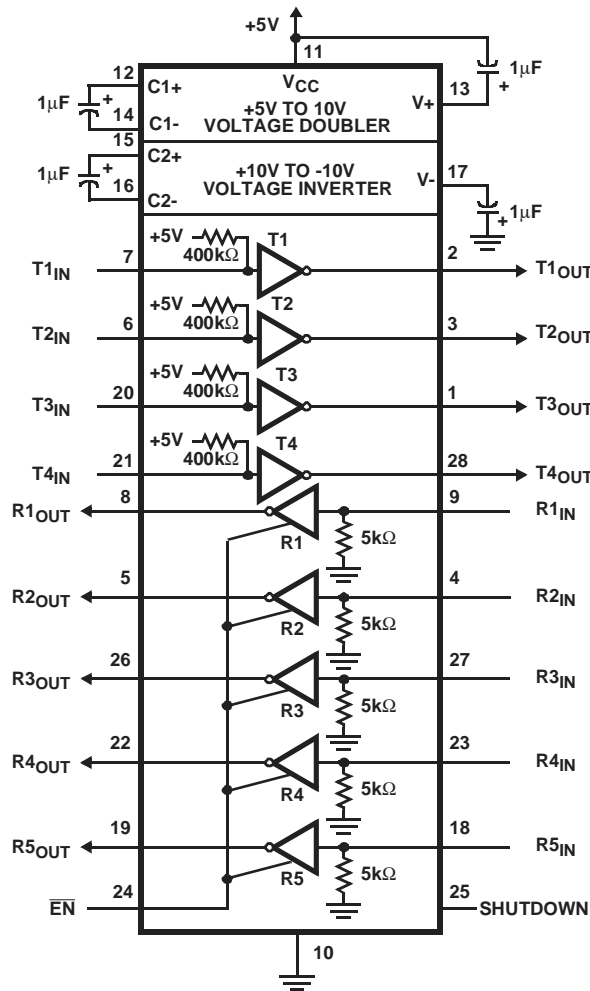 +5V
11
12
1µF
+
C1+
VCC
13
1µF
+
+5V TO 10V
V+
14
C1-
VOLTAGE DOUBLER
15
1µF
+
C2+
+10V TO -10V
V-
17
16
C2-
VOLTAGE INVERTER
1µF
+
+5V
T1
T1IN
7
400kΩ
2
T1OUT
+5V
T2
T2IN
6
400kΩ
3
T2OUT
+5V
T3
T3IN
20
400kΩ
1
T3OUT
+5V
T4
T4IN
21
400kΩ
28
T4OUT
R1OUT
8
9
R1IN
R1
5kΩ
R2OUT
5
4
R2IN
R2
5kΩ
R3OUT
26
27
R3IN
R3
5kΩ
R4OUT
22
23
R4IN
R4
5kΩ
R5OUT
19
18
R5IN
R5
5kΩ
EN
24
25
SHUTDOWN
10